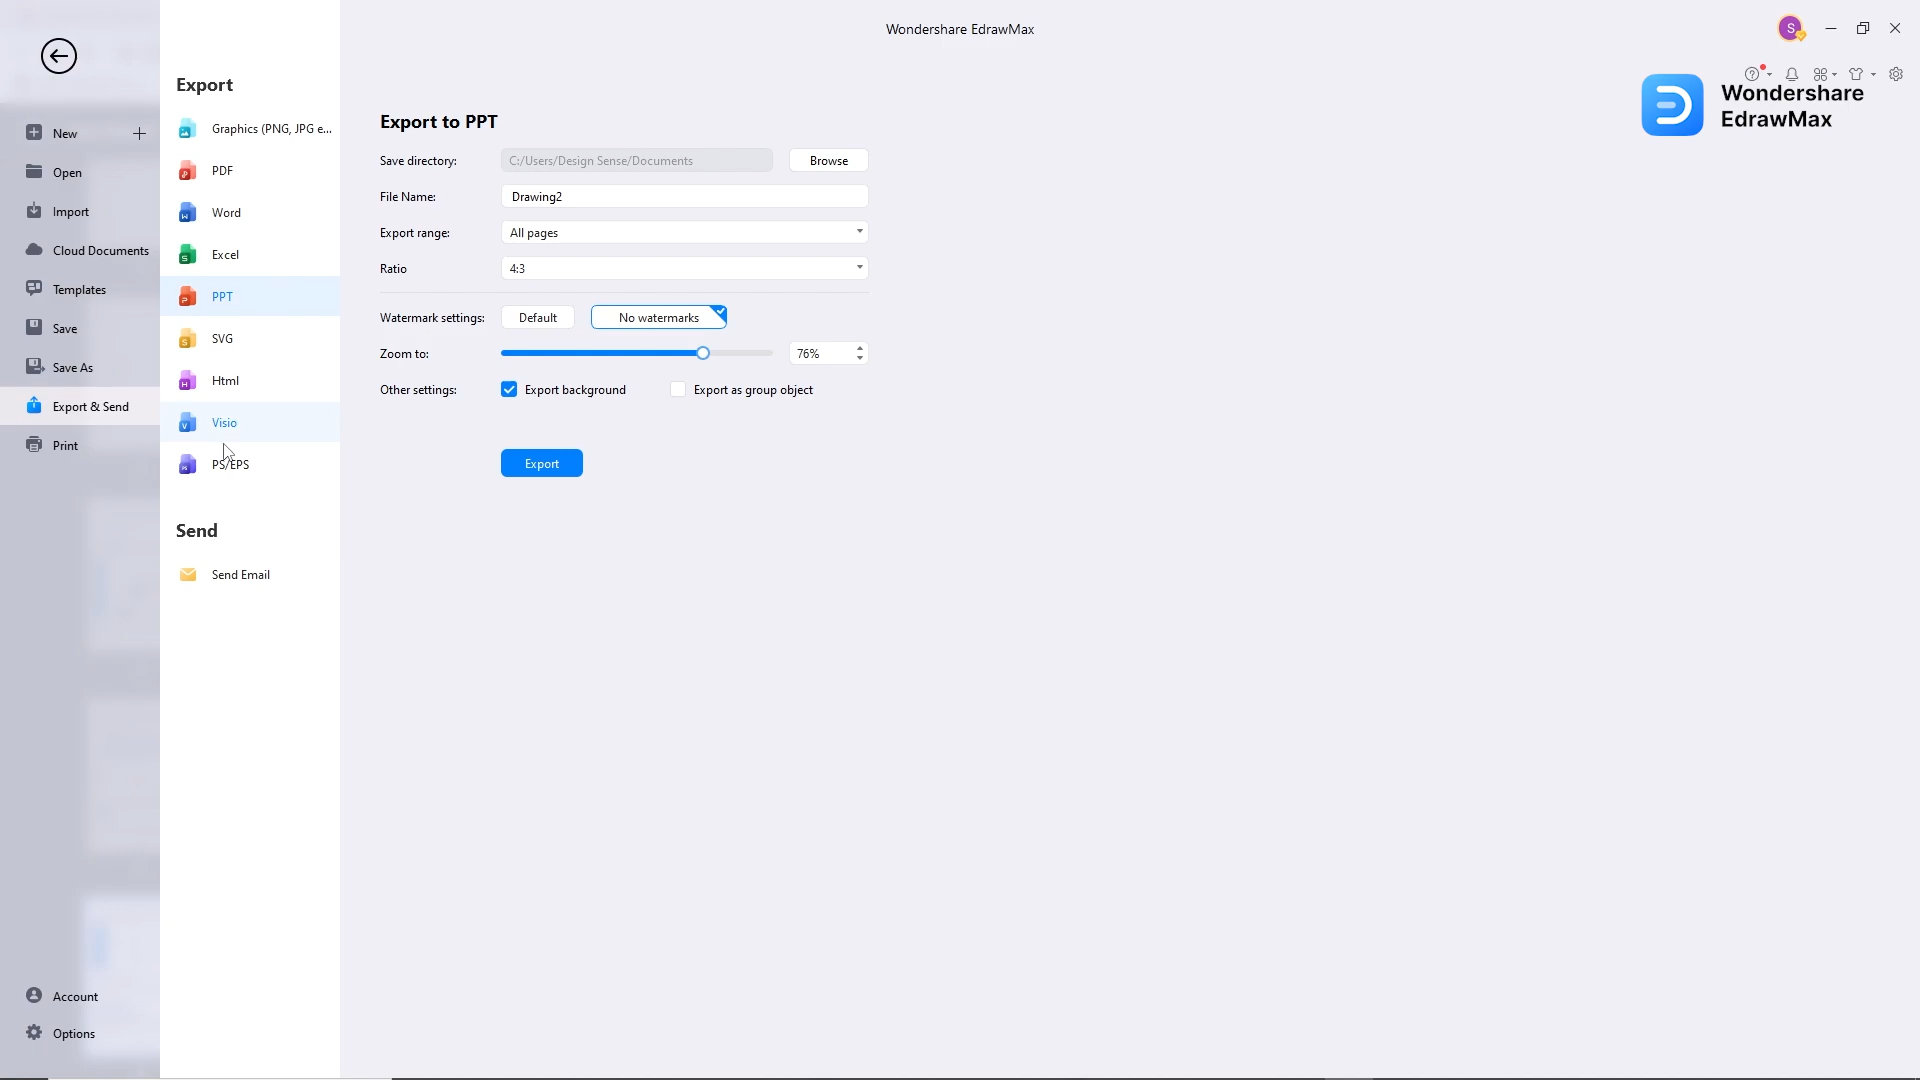 Wondershare EdrawMax
S
Wondershare
EdrawMax
New
Open
Import
Cloud Documents
Templates
Save
Save As
Export & Send
Print
Account
Options
Export
Graphics (PNG, JPG e...
PDF
Word
Excel
PPT
SVG
Html
Visio
PS/EPS
Send
Send Email
Export to PPT
Save directory: C:/Users/Design Sense/Documents Browse
File Name: Drawing2
Export range: All pages
Ratio 4:3
Watermark settings: Default No watermarks
Zoom to: 76%
Other settings: Export background Export as group object
Export